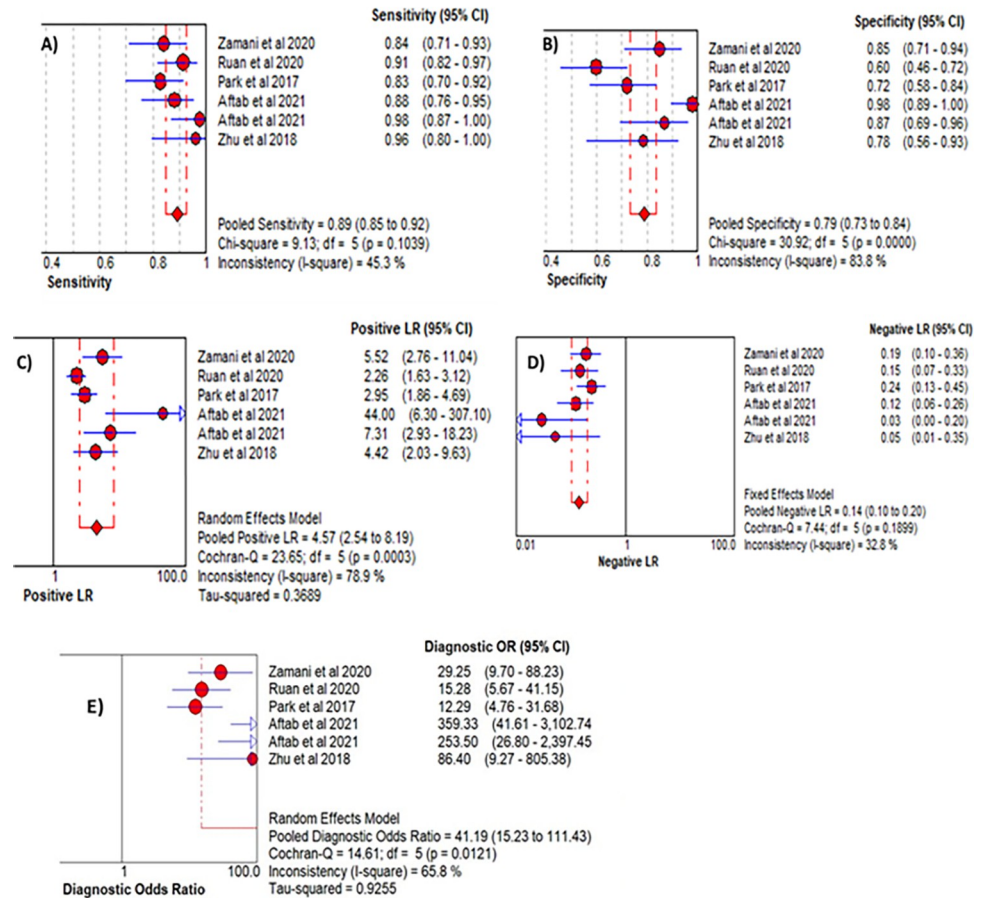 A)
Sensitivity (95% CI)
Zamani et al 2020 0.84 (0.71 - 0.93)
Ruan et al 2020 0.91 (0.82 - 0.97)
Park et al 2017 0.83 (0.70 - 0.92)
Aftab et al 2021 0.88 (0.76 - 0.95)
Aftab et al 2021 0.98 (0.87 - 1.00)
Zhu et al 2018 0.96 (0.80 - 1.00)
Pooled Sensitivity = 0.89 (0.85 to 0.92)
Chi-square = 9.13; df = 5 (p = 0.1039)
Inconsistency (I-square) = 45.3 %
0.4 0.6 0.8 1
Sensitivity
B)
Specificity (95% CI)
Zamani et al 2020 0.85 (0.71 - 0.94)
Ruan et al 2020 0.60 (0.46 - 0.72)
Park et al 2017 0.72 (0.58 - 0.84)
Aftab et al 2021 0.98 (0.89 - 1.00)
Aftab et al 2021 0.87 (0.69 - 0.96)
Zhu et al 2018 0.78 (0.56 - 0.93)
Pooled Specificity = 0.79 (0.73 to 0.84)
Chi-square = 30.92; df = 5 (p = 0.0000)
Inconsistency (I-square) = 83.8 %
0.4 0.6 0.8 1
Specificity
C)
Positive LR (95% CI)
Zamani et al 2020 5.52 (2.76 - 11.04)
Ruan et al 2020 2.26 (1.63 - 3.12)
Park et al 2017 2.95 (1.86 - 4.69)
Aftab et al 2021 44.00 (6.30 - 307.10)
Aftab et al 2021 7.31 (2.93 - 18.23)
Zhu et al 2018 4.42 (2.03 - 9.63)
Random Effects Model
Pooled Positive LR = 4.57 (2.54 to 8.19)
Cochran-Q = 23.65; df = 5 (p = 0.0003)
Inconsistency (I-square) = 78.9 %
Tau-squared = 0.3689
1 100.0
Positive LR
D)
Negative LR (95% CI)
Zamani et al 2020 0.19 (0.10 - 0.36)
Ruan et al 2020 0.15 (0.07 - 0.33)
Park et al 2017 0.24 (0.13 - 0.45)
Aftab et al 2021 0.12 (0.06 - 0.26)
Aftab et al 2021 0.03 (0.00 - 0.20)
Zhu et al 2018 0.05 (0.01 - 0.35)
Fixed Effects Model
Pooled Negative LR = 0.14 (0.10 to 0.20)
Cochran-Q = 7.44; df = 5 (p = 0.1899)
Inconsistency (I-square) = 32.8 %
0.01 1 100.0
Negative LR
E)
Diagnostic OR (95% CI)
Zamani et al 2020 29.25 (9.70 - 88.23)
Ruan et al 2020 15.28 (5.67 - 41.15)
Park et al 2017 12.29 (4.76 - 31.68)
Aftab et al 2021 359.33 (41.61 - 3,102.74
Aftab et al 2021 253.50 (26.80 - 2,397.45
Zhu et al 2018 86.40 (9.27 - 805.38)
Random Effects Model
Pooled Diagnostic Odds Ratio = 41.19 (15.23 to 111.43)
Cochran-Q = 14.61; df = 5 (p = 0.0121)
Inconsistency (I-square) = 65.8 %
Tau-squared = 0.9255
1 100.0
Diagnostic Odds Ratio